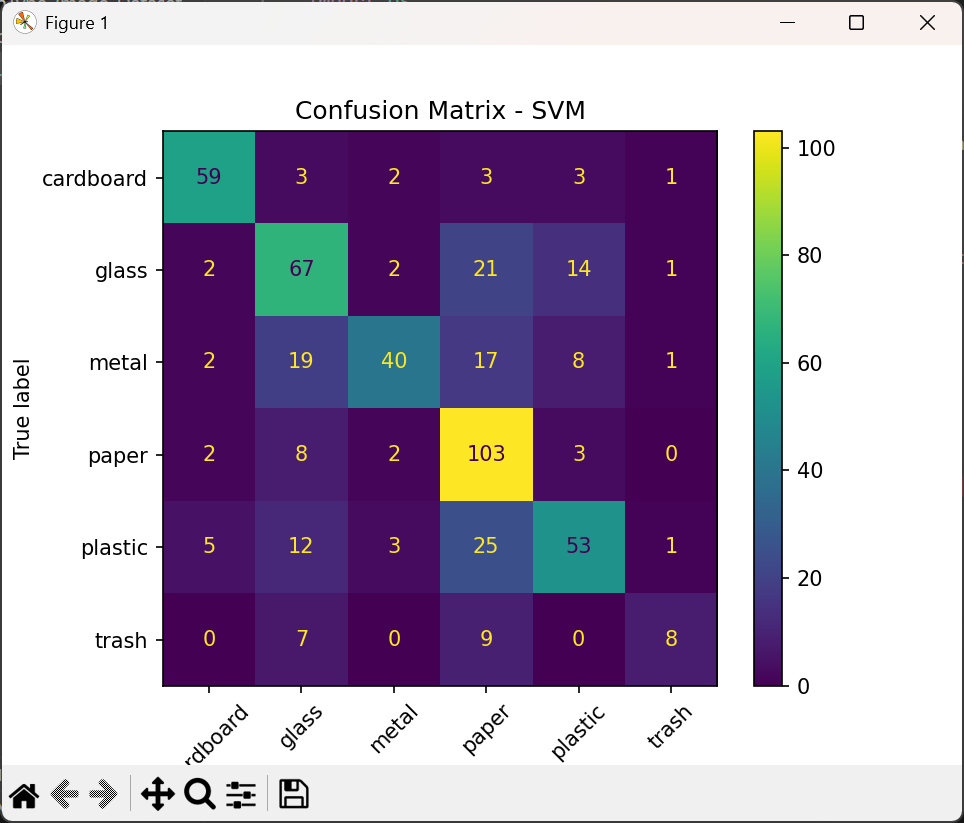 Figure 1
Confusion Matrix - SVM
cardboard 59 3 2 3 3 1
glass 2 67 2 21 14 1
metal 2 19 40 17 8 1
paper 2 8 2 103 3 0
plastic 5 12 3 25 53 1
trash 0 7 0 9 0 8
True label
rdboard glass metal paper plastic trash
100
80
60
40
20
0